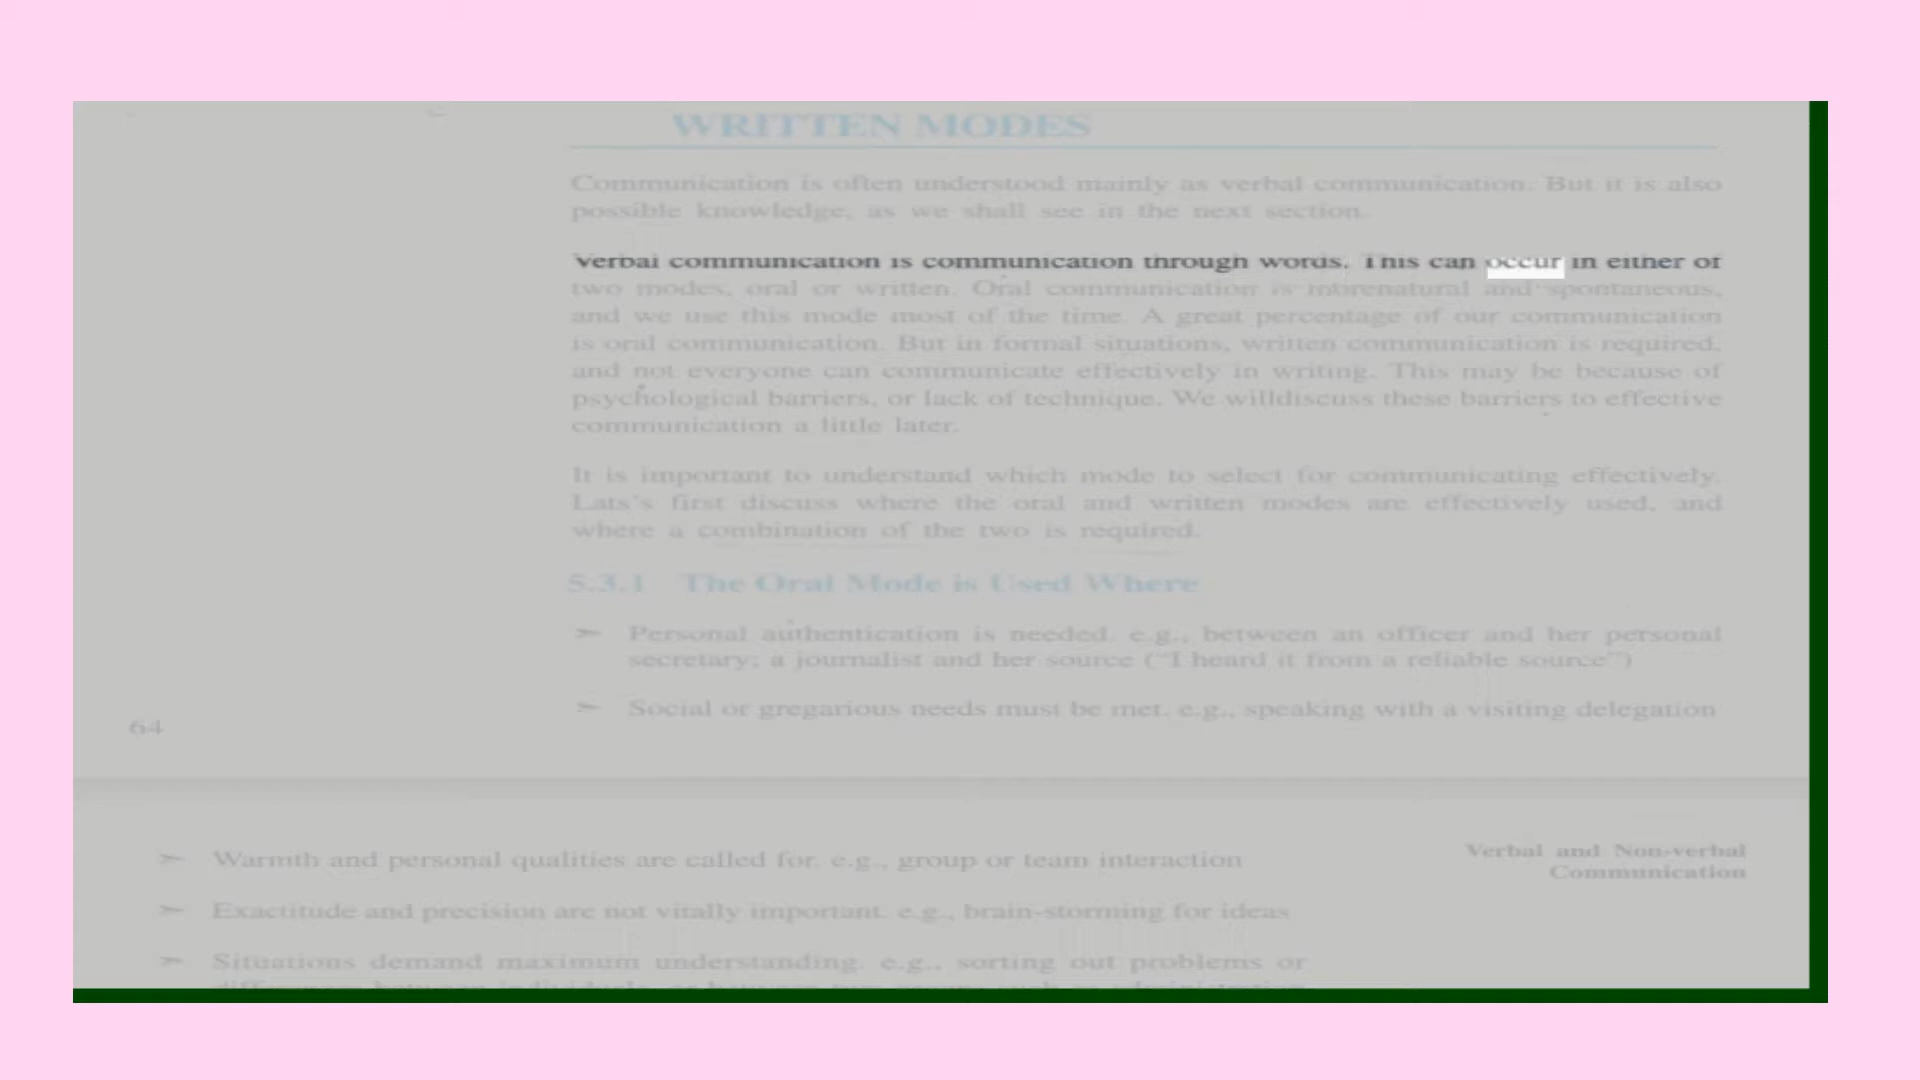 WRITTEN MODES
Communication is often understood mainly as verbal communication. But it is also
possible knowledge, as we shall see in the next section.
Verbal communication is communication through words. This can occur in either of
two modes, oral or written. Oral communication is morenatural and spontaneous,
and we use this mode most of the time. A great percentage of our communication
is oral communication. But in formal situations, written communication is required,
and not everyone can communicate effectively in writing. This may be because of
psychological barriers, or lack of technique. We willdiscuss these barriers to effective
communication a little later.
It is important to understand which mode to select for communicating effectively.
Lats's first discuss where the oral and written modes are effectively used, and
where a combination of the two is required.
5.3.1 The Oral Mode is Used Where
➤ Personal authentication is needed. e.g., between an officer and her personal
secretary; a journalist and her source ("I heard it from a reliable source")
➤ Social or gregarious needs must be met. e.g., speaking with a visiting delegation
64
Verbal and Non-verbal
Communication
➤ Warmth and personal qualities are called for. e.g., group or team interaction
➤ Exactitude and precision are not vitally important. e.g., brain-storming for ideas
➤ Situations demand maximum understanding. e.g., sorting out problems or